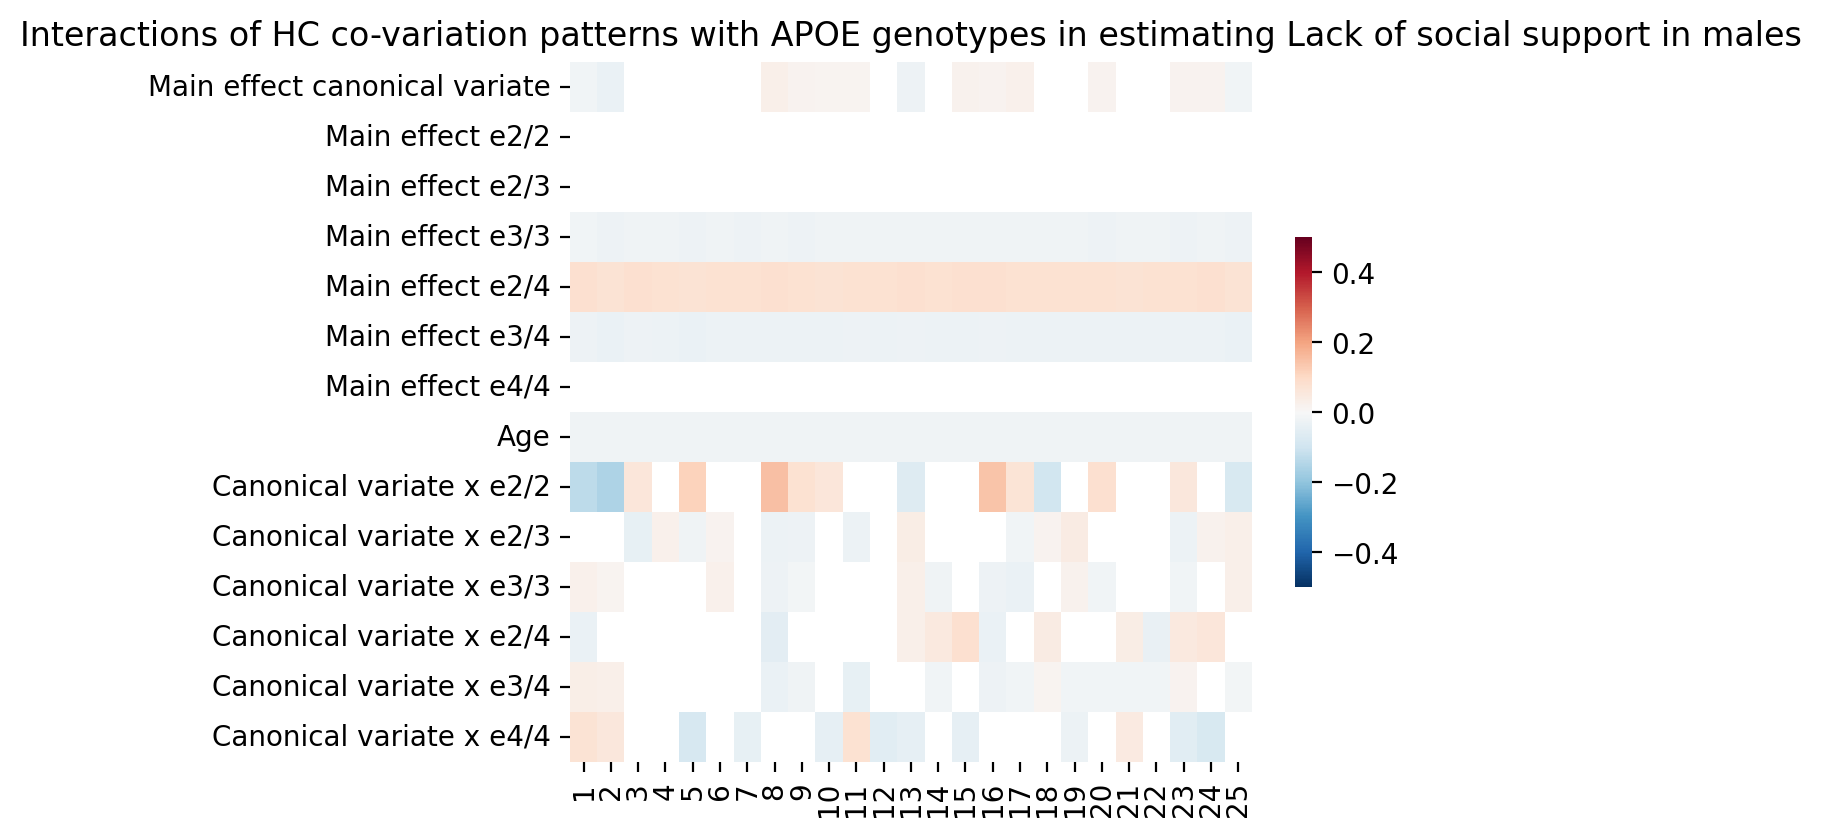 Interactions of HC co-variation patterns with APOE genotypes in estimating Lack of social support in males
Main effect canonical variate
Main effect e2/2
Main effect e2/3
Main effect e3/3
Main effect e2/4
Main effect e3/4
Main effect e4/4
Age
Canonical variate x e2/2
Canonical variate x e2/3
Canonical variate x e3/3
Canonical variate x e2/4
Canonical variate x e3/4
Canonical variate x e4/4
1 2 3 4 5 6 7 8 9 10 11 12 13 14 15 16 17 18 19 20 21 22 23 24 25
0.4
0.2
0.0
−0.2
−0.4